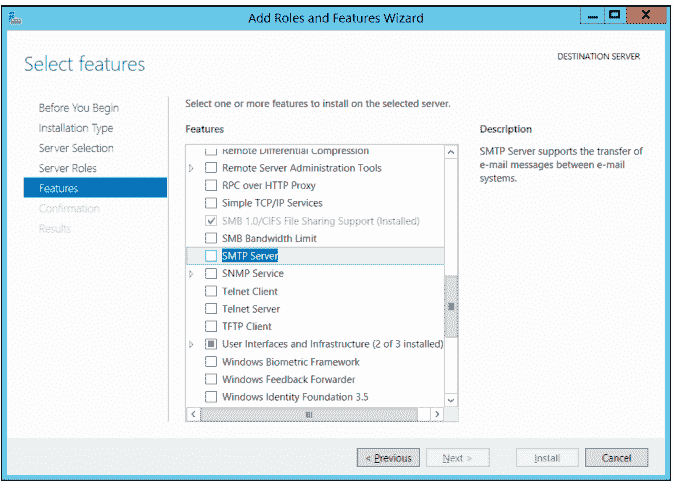 Add Roles and Features Wizard
Select features
DESTINATION SERVER
Before You Begin
Installation Type
Server Selection
Server Roles
Features
Confirmation
Results
Select one or more features to install on the selected server.
Features
Remote Differential Compression
Remote Server Administration Tools
RPC over HTTP Proxy
Simple TCP/IP Services
SMB 1.0/CIFS File Sharing Support (Installed)
SMB Bandwidth Limit
SMTP Server
SNMP Service
Telnet Client
Telnet Server
TFTP Client
User Interfaces and Infrastructure (2 of 3 installed)
Windows Biometric Framework
Windows Feedback Forwarder
Windows Identity Foundation 3.5
Description
SMTP Server supports the transfer of
e-mail messages between e-mail
systems.
< Previous
Next >
Install
Cancel